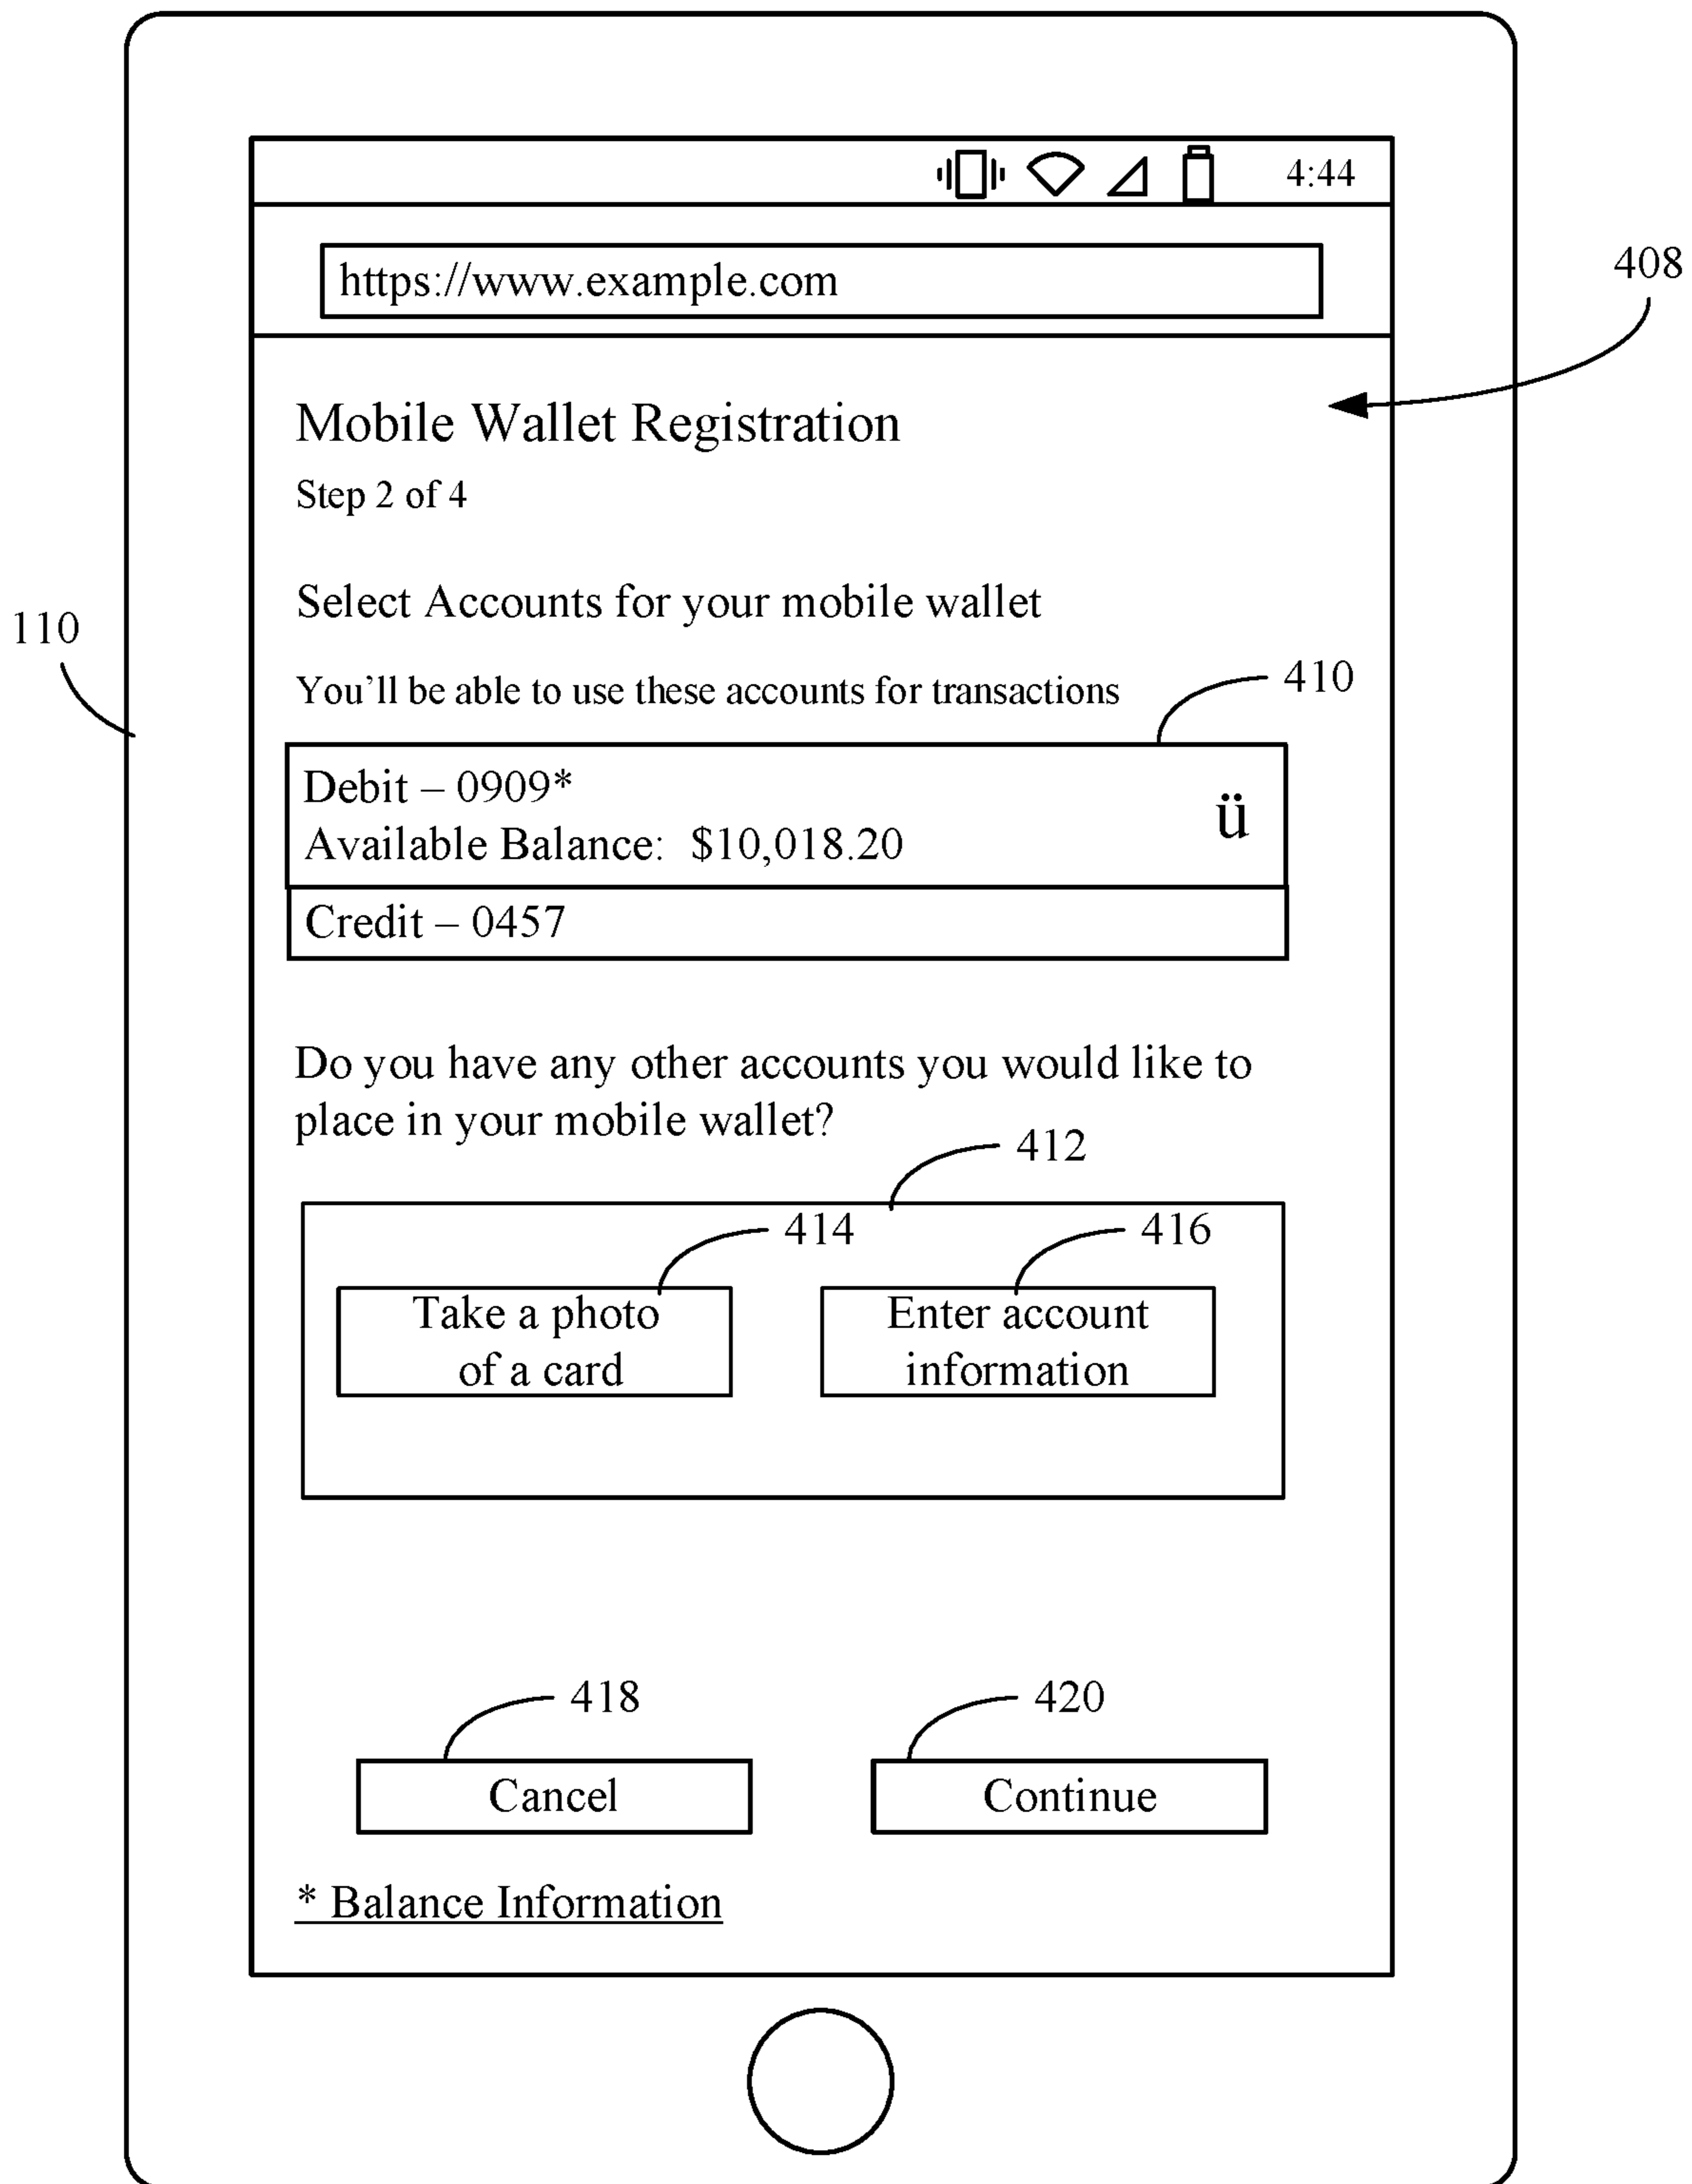 4:44
https://www.example.com
408
Mobile Wallet Registration
Step 2 of 4
Select Accounts for your mobile wallet
110
You’ll be able to use these accounts for transactions
410
Debit – 0909*
ü
Available Balance:  $10,018.20
Credit – 0457
Do you have any other accounts you would like to
place in your mobile wallet?
412
414
416
Take a photo
of a card
Enter account
information
418
420
Cancel
Continue
* Balance Information